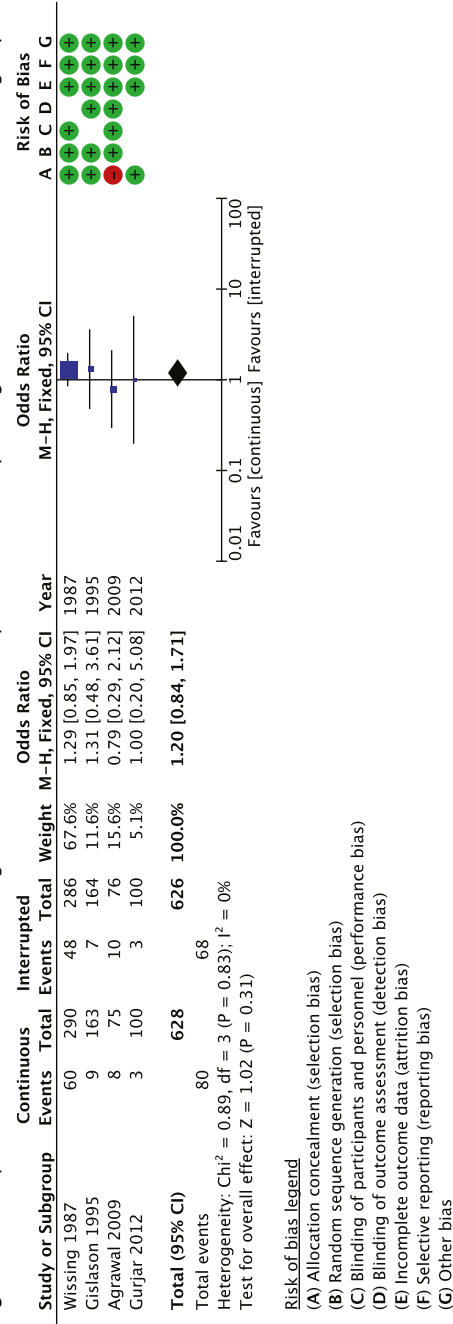 Continuous Interrupted Odds Ratio Odds Ratio Risk of Bias
Study or Subgroup Events Total Events Total Weight M–H, Fixed, 95% CI Year M–H, Fixed, 95% CI A B C D E F G
Wissing 1987 60 290 48 286 67.6% 1.29 [0.85, 1.97] 1987 + + + + + +
Gislason 1995 9 163 7 164 11.6% 1.31 [0.48, 3.61] 1995 + + + + + +
Agrawal 2009 8 75 10 76 15.6% 0.79 [0.29, 2.12] 2009 – + + + + + +
Gurjar 2012 3 100 3 100 5.1% 1.00 [0.20, 5.08] 2012 + + + +
Total (95% CI) 628 626 100.0% 1.20 [0.84, 1.71]
Total events 80 68
Heterogeneity: Chi² = 0.89, df = 3 (P = 0.83); I² = 0%
Test for overall effect: Z = 1.02 (P = 0.31)
0.01 0.1 1 10 100
Favours [continuous] Favours [interrupted]
Risk of bias legend
(A) Allocation concealment (selection bias)
(B) Random sequence generation (selection bias)
(C) Blinding of participants and personnel (performance bias)
(D) Blinding of outcome assessment (detection bias)
(E) Incomplete outcome data (attrition bias)
(F) Selective reporting (reporting bias)
(G) Other bias